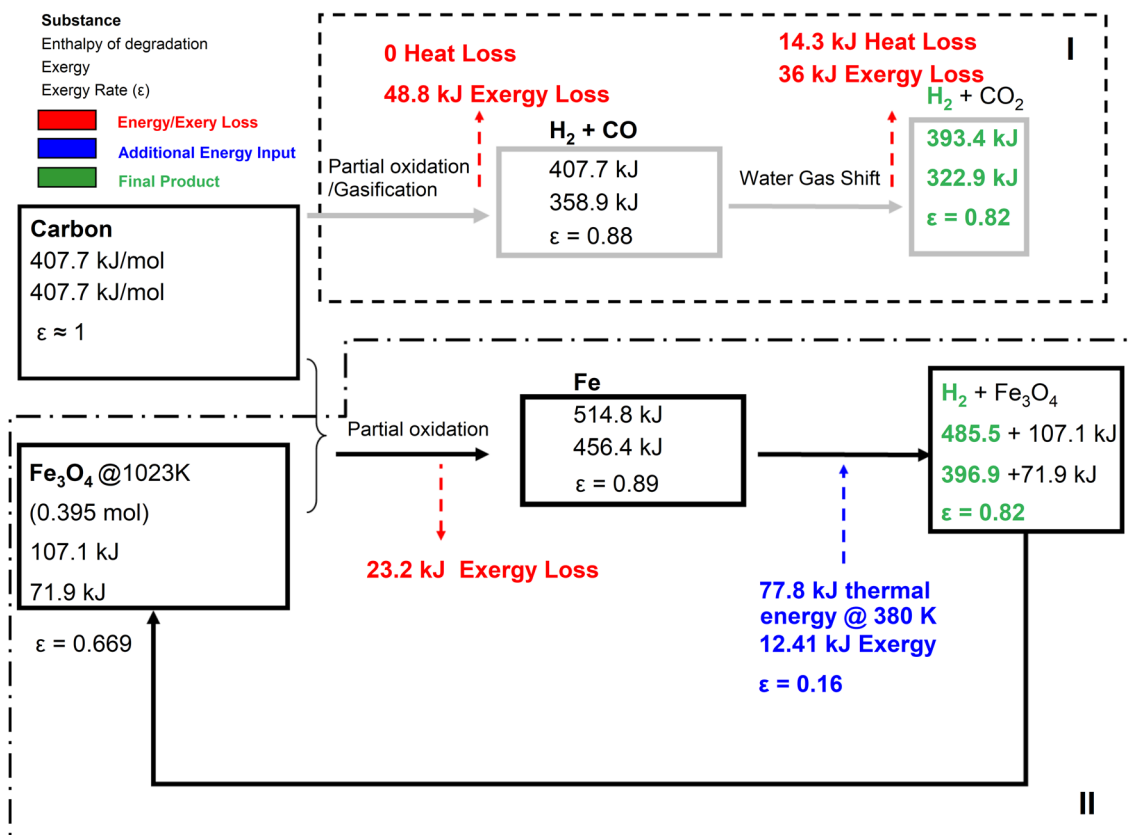 Substance
Enthalpy of degradation
Exergy
Exergy Rate (ε)
Energy/Exery Loss
Additional Energy Input
Final Product
I
0 Heat Loss
48.8 kJ Exergy Loss
14.3 kJ Heat Loss
36 kJ Exergy Loss
Partial oxidation
/Gasification
H₂ + CO
407.7 kJ
358.9 kJ
ε = 0.88
Water Gas Shift
H₂ + CO₂
393.4 kJ
322.9 kJ
ε = 0.82
Carbon
407.7 kJ/mol
407.7 kJ/mol
ε ≈ 1
Fe₃O₄ @1023K
(0.395 mol)
107.1 kJ
71.9 kJ
ε = 0.669
Partial oxidation
23.2 kJ Exergy Loss
Fe
514.8 kJ
456.4 kJ
ε = 0.89
77.8 kJ thermal
energy @ 380 K
12.41 kJ Exergy
ε = 0.16
H₂ + Fe₃O₄
485.5 + 107.1 kJ
396.9 +71.9 kJ
ε = 0.82
II